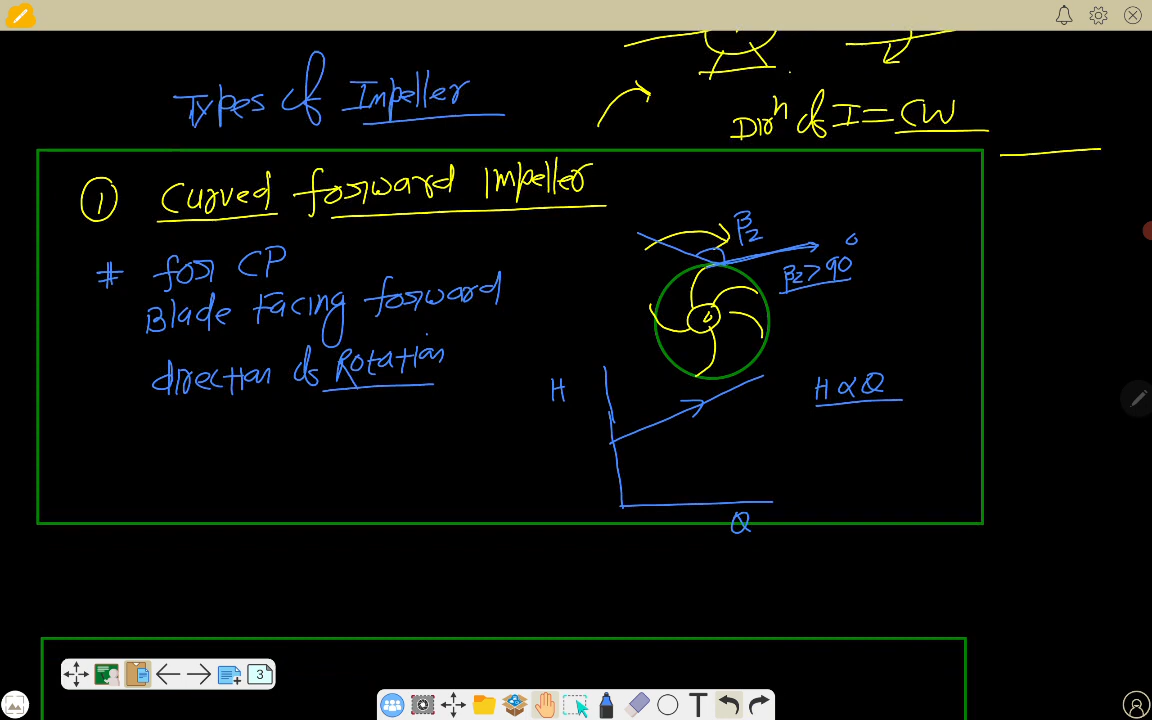 Types of Impeller
Dirⁿ of I = CW
① Curved forward Impeller
# for CP
Blade facing forward
direction of Rotation
β₂
β₂ > 90°
H
H ∝ Q
Q
3
T